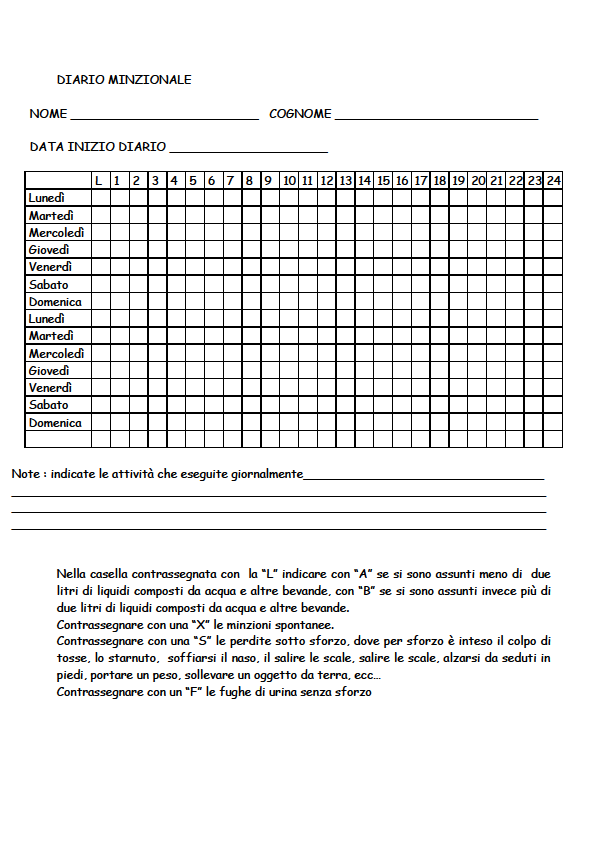 DIARIO MINZIONALE
NOME ____________________________ COGNOME ______________________________
DATA INIZIO DIARIO _______________________
L 1 2 3 4 5 6 7 8 9 10 11 12 13 14 15 16 17 18 19 20 21 22 23 24
Lunedì
Martedì
Mercoledì
Giovedì
Venerdì
Sabato
Domenica
Lunedì
Martedì
Mercoledì
Giovedì
Venerdì
Sabato
Domenica
Note : indicate le attività che eseguite giornalmente___________________________________
Nella casella contrassegnata con la “L” indicare con “A” se si sono assunti meno di due
litri di liquidi composti da acqua e altre bevande, con “B” se si sono assunti invece più di
due litri di liquidi composti da acqua e altre bevande.
Contrassegnare con una “X” le minzioni spontanee.
Contrassegnare con una “S” le perdite sotto sforzo, dove per sforzo è inteso il colpo di
tosse, lo starnuto, soffiarsi il naso, il salire le scale, salire le scale, alzarsi da seduti in
piedi, portare un peso, sollevare un oggetto da terra, ecc…
Contrassegnare con un “F” le fughe di urina senza sforzo